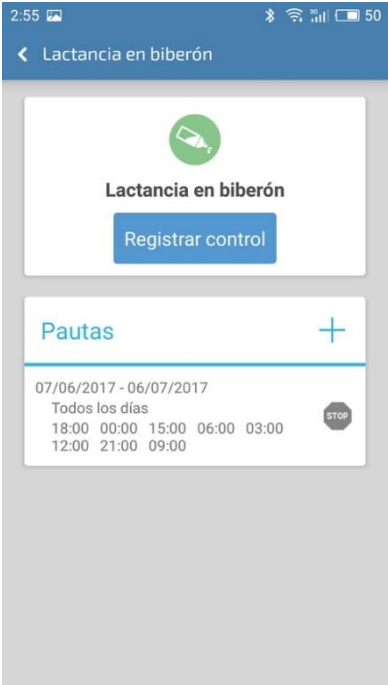 2:55 3G 50
Lactancia en biberón
Lactancia en biberón
Registrar control
Pautas
07/06/2017 - 06/07/2017
Todos los días
18:00 00:00 15:00 06:00 03:00
STOP
12:00 21:00 09:00